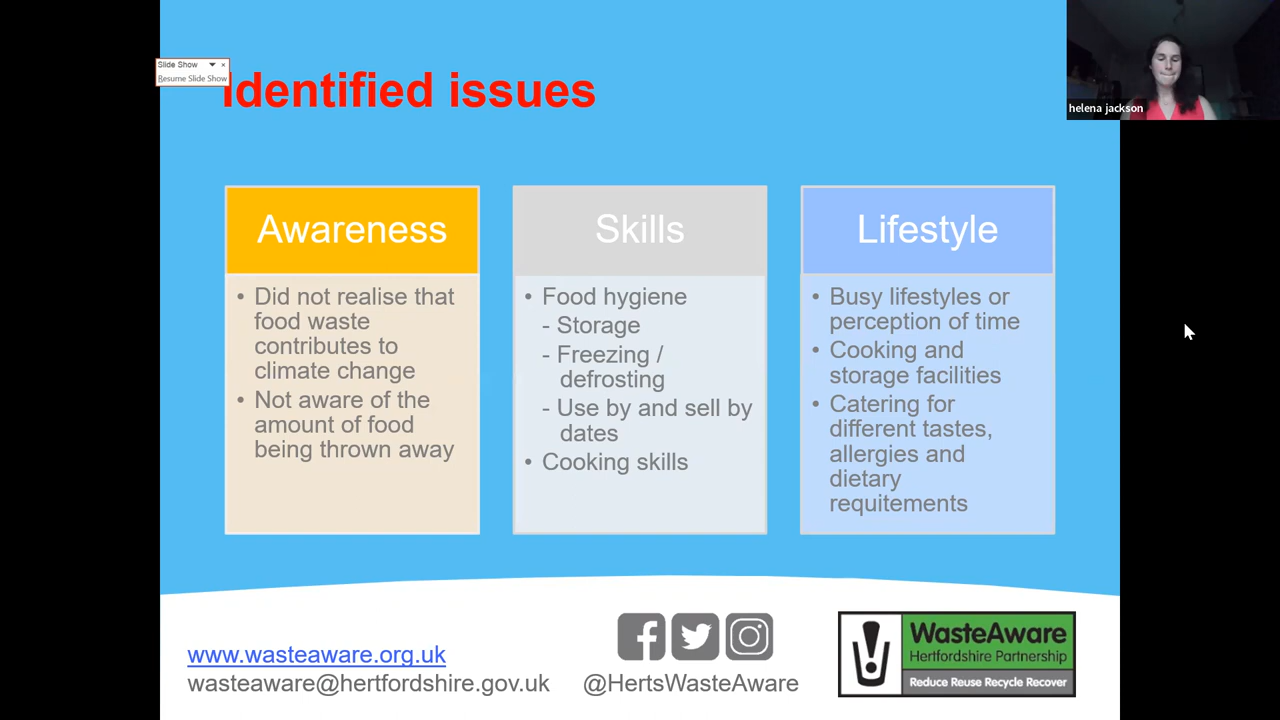 Slide Show
Resume Slide Show
Identified issues
helena jackson
Awareness
• Did not realise that
food waste
contributes to
climate change
• Not aware of the
amount of food
being thrown away
Skills
• Food hygiene
- Storage
- Freezing /
defrosting
- Use by and sell by
dates
• Cooking skills
Lifestyle
• Busy lifestyles or
perception of time
• Cooking and
storage facilities
• Catering for
different tastes,
allergies and
dietary
requitements
www.wasteaware.org.uk
wasteaware@hertfordshire.gov.uk
@HertsWasteAware
WasteAware
Hertfordshire Partnership
Reduce Reuse Recycle Recover